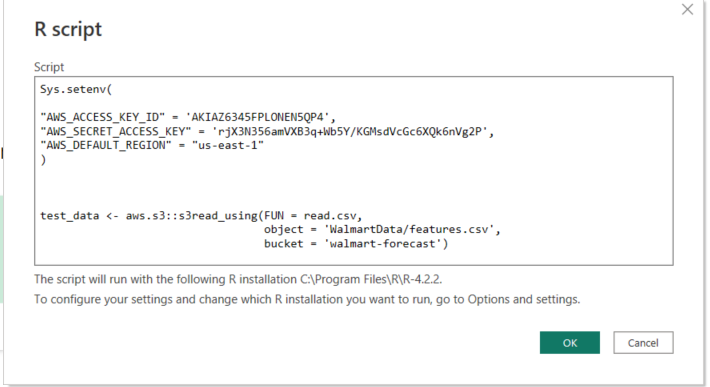 R script
Script
Sys.setenv(
"AWS_ACCESS_KEY_ID" = 'AKIAZ6345FPLONEN5QP4',
"AWS_SECRET_ACCESS_KEY" = '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',
"AWS_DEFAULT_REGION" = "us-east-1"
)
test_data <- aws.s3::s3read_using(FUN = read.csv,
object = 'WalmartData/features.csv',
bucket = 'walmart-forecast')
The script will run with the following R installation C:\Program Files\R\R-4.2.2.
To configure your settings and change which R installation you want to run, go to Options and settings.
OK
Cancel